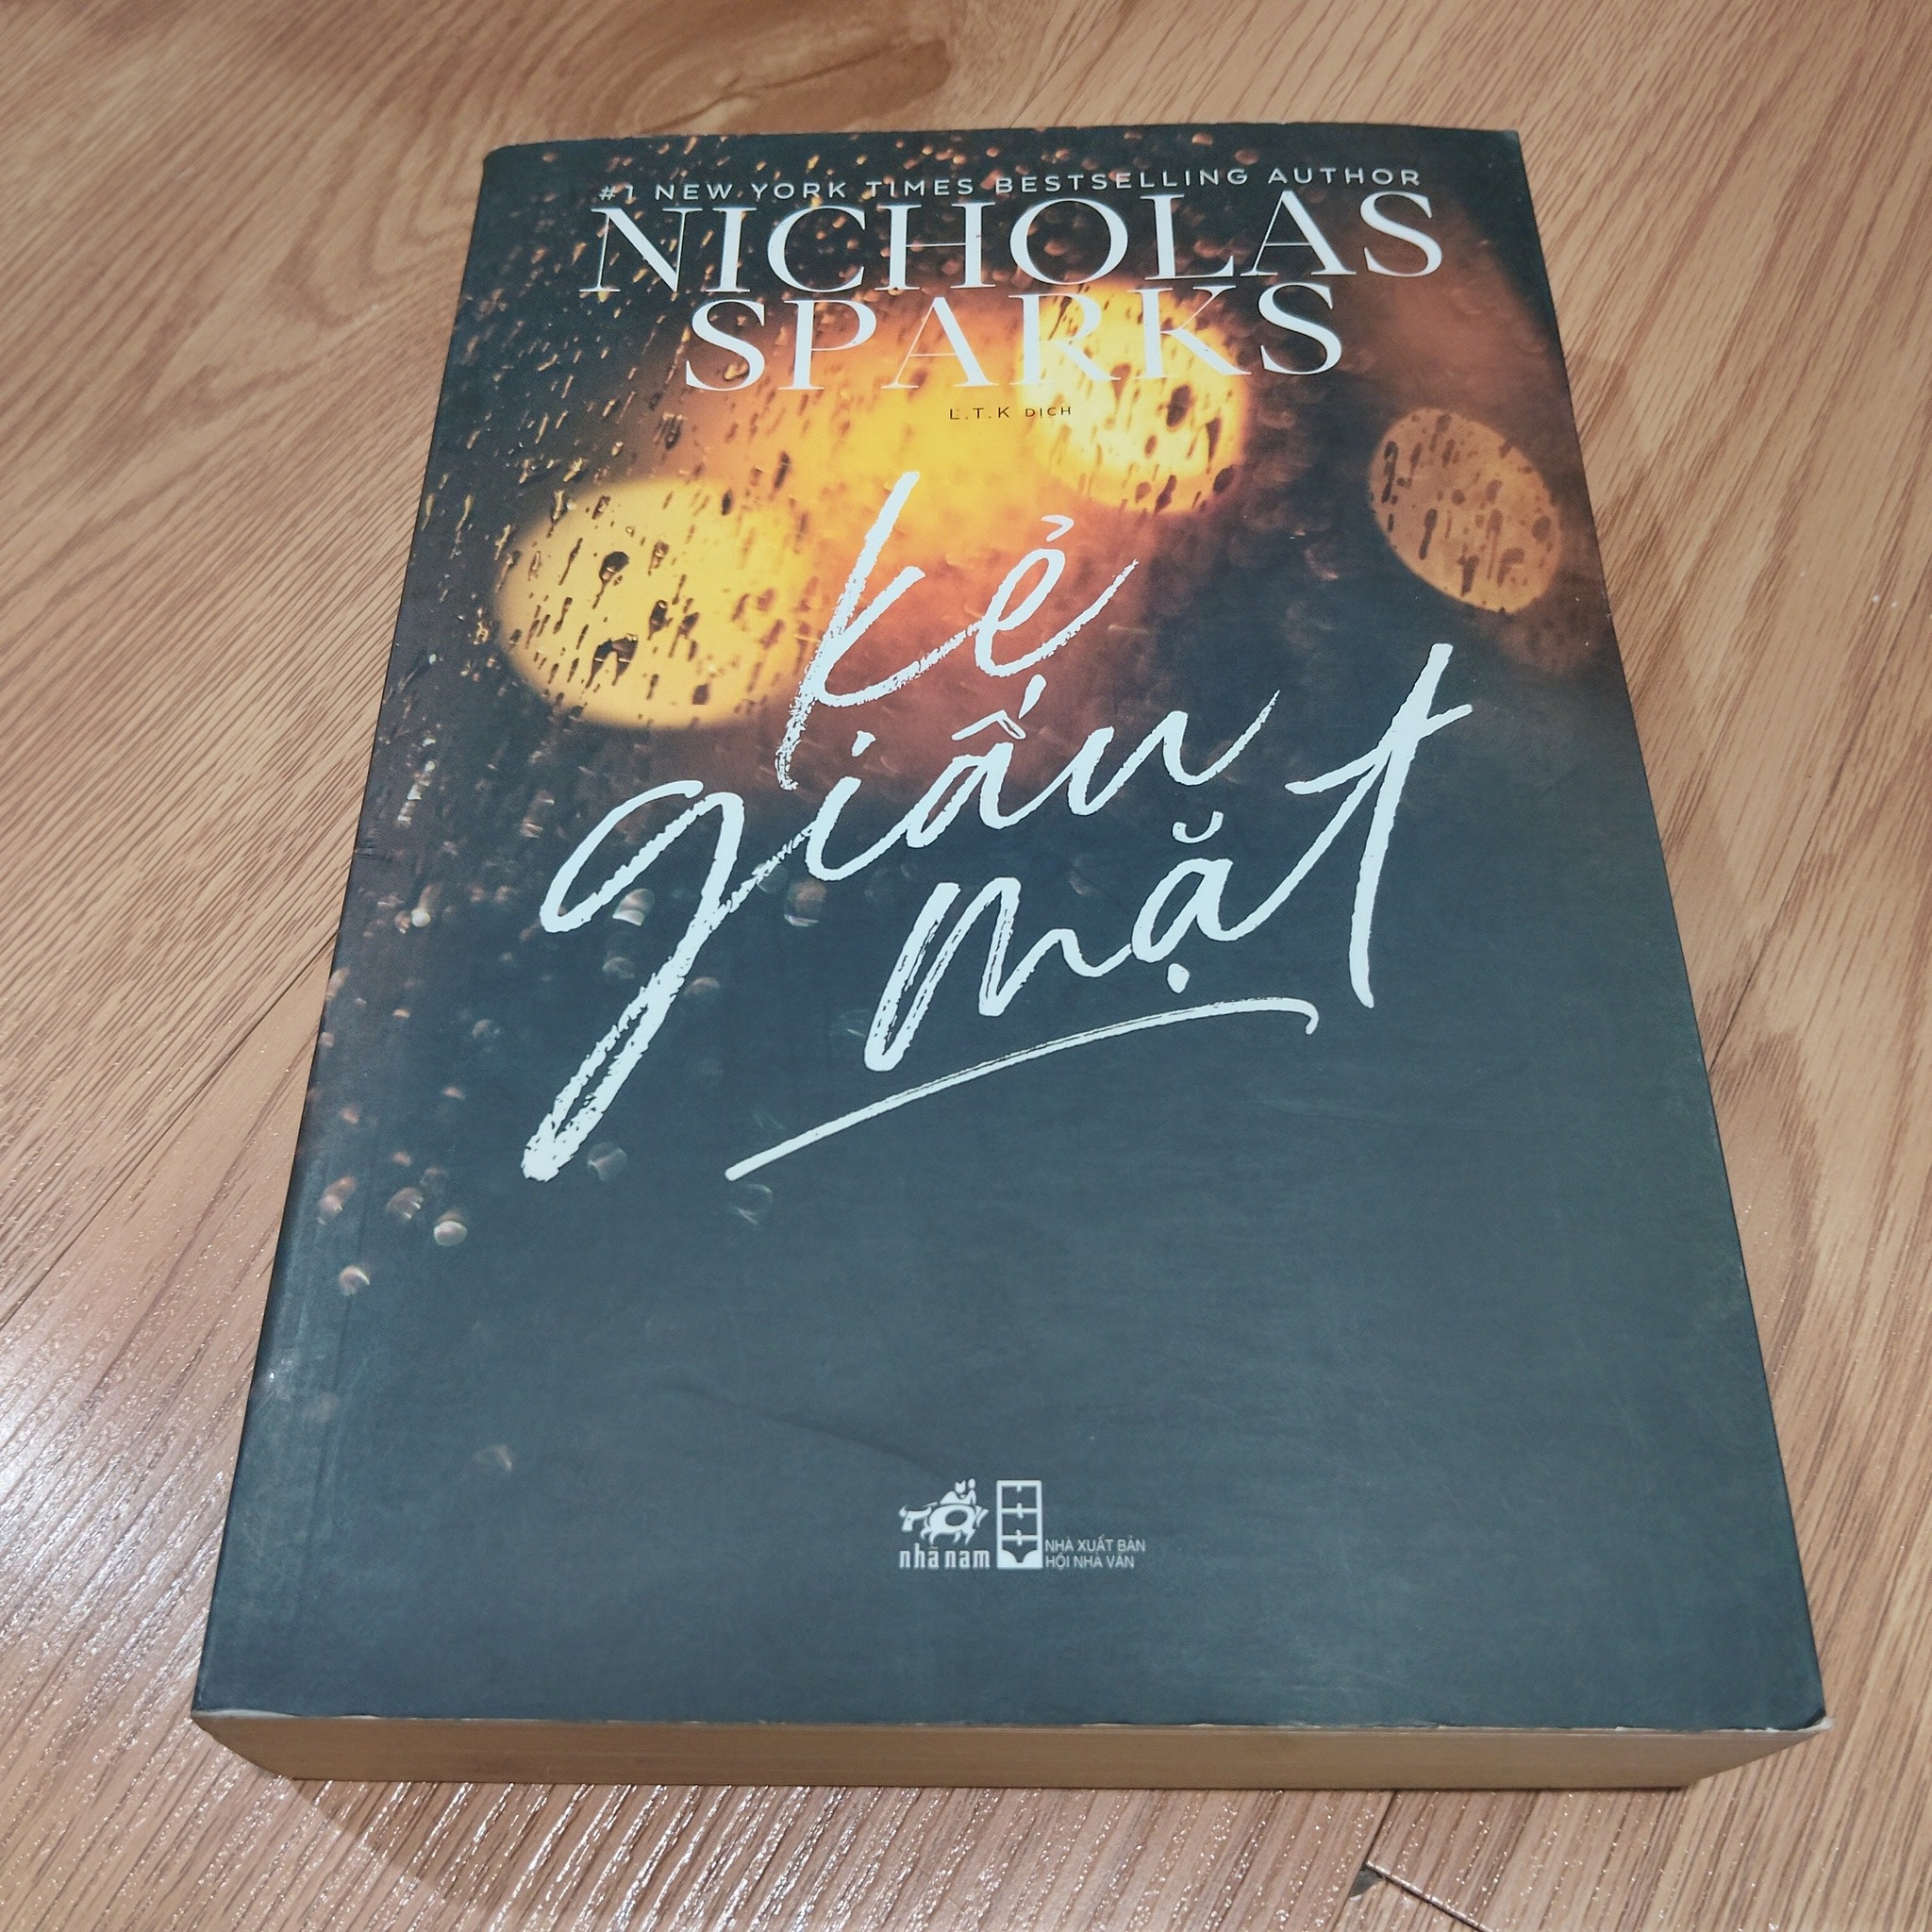 #1 NEW YORK TIMES BESTSELLING AUTHOR
NICHOLAS
SPARKS
L.T.K DỊCH
kẻ
giấu
mặt
nhã nam
NHÀ XUẤT BẢN
HỘI NHÀ VĂN